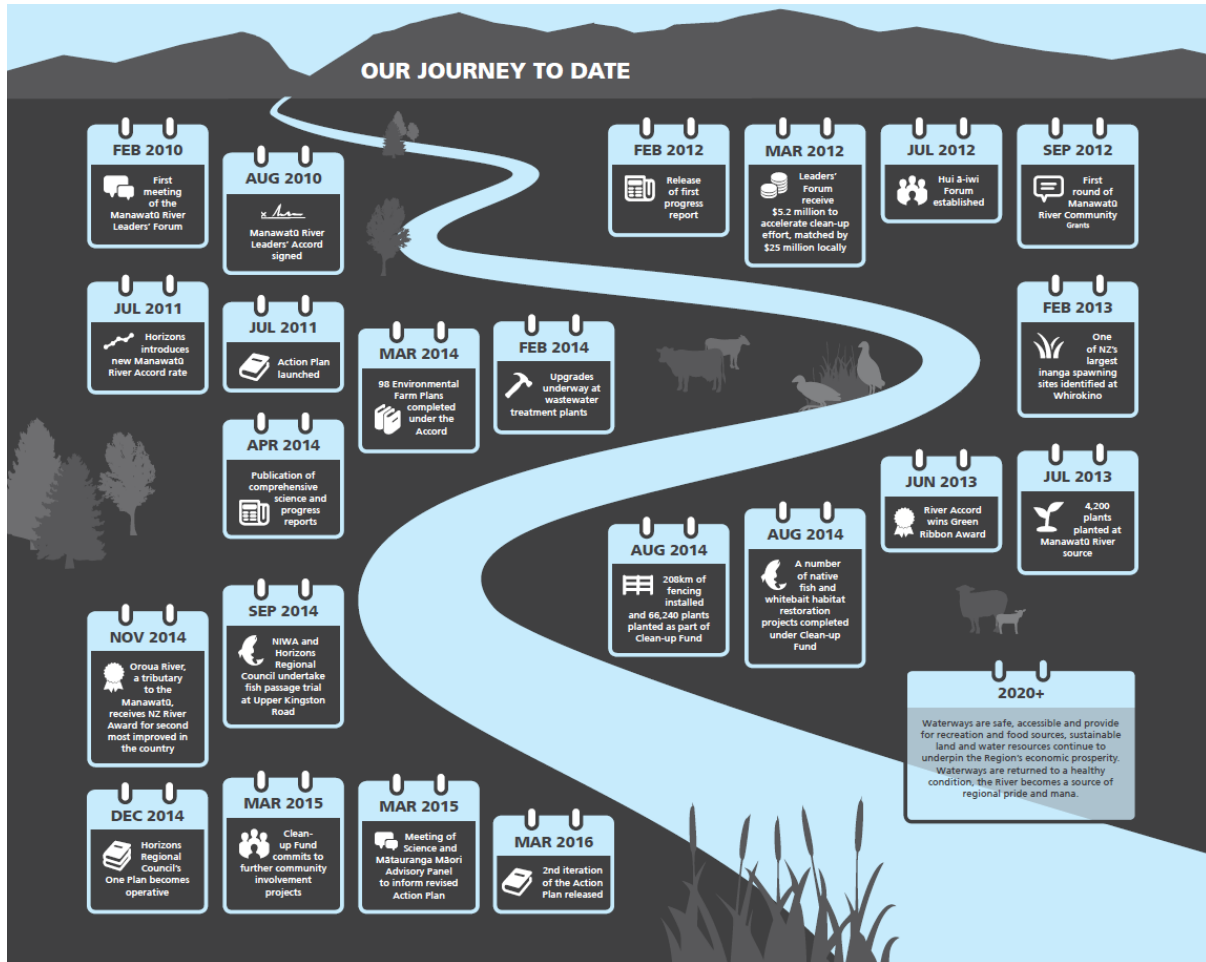 OUR JOURNEY TO DATE
FEB 2010
First
meeting
of the
Manawatū River
Leaders' Forum
AUG 2010
Manawatū River
Leaders' Accord
signed
JUL 2011
Horizons
introduces
new Manawatū
River Accord rate
JUL 2011
Action Plan
launched
FEB 2012
Release
of first
progress
report
MAR 2012
Leaders'
Forum
receive
$5.2 million to
accelerate clean-up
effort, matched by
$25 million locally
JUL 2012
Hui ā-iwi
Forum
established
SEP 2012
First
round of
Manawatū
River Community
Grants
FEB 2013
One
of NZ's
largest
inanga spawning
sites identified at
Whirokino
JUN 2013
River Accord
wins Green
Ribbon Award
JUL 2013
4,200
plants
planted at
Manawatū River
source
FEB 2014
Upgrades
underway at
wastewater
treatment plants
MAR 2014
98 Environmental
Farm Plans
completed
under the
Accord
APR 2014
Publication of
comprehensive
science and
progress
reports
AUG 2014
208km of
fencing
installed
and 66,240 plants
planted as part of
Clean-up Fund
AUG 2014
A number
of native
fish and
whitebait habitat
restoration
projects completed
under Clean-up
Fund
SEP 2014
NIWA and
Horizons
Regional
Council undertake
fish passage trial
at Upper Kingston
Road
NOV 2014
Oroua River,
a tributary
to the
Manawatū,
receives NZ River
Award for second
most improved in
the country
DEC 2014
Horizons
Regional
Council's
One Plan becomes
operative
MAR 2015
Clean-
up Fund
commits to
further community
involvement
projects
MAR 2015
Meeting of
Science and
Mātauranga Māori
Advisory Panel
to inform revised
Action Plan
MAR 2016
2nd iteration
of the Action
Plan released
2020+
Waterways are safe, accessible and provide
for recreation and food sources, sustainable
land and water resources continue to
underpin the Region's economic prosperity.
Waterways are returned to a healthy
condition, the River becomes a source of
regional pride and mana.